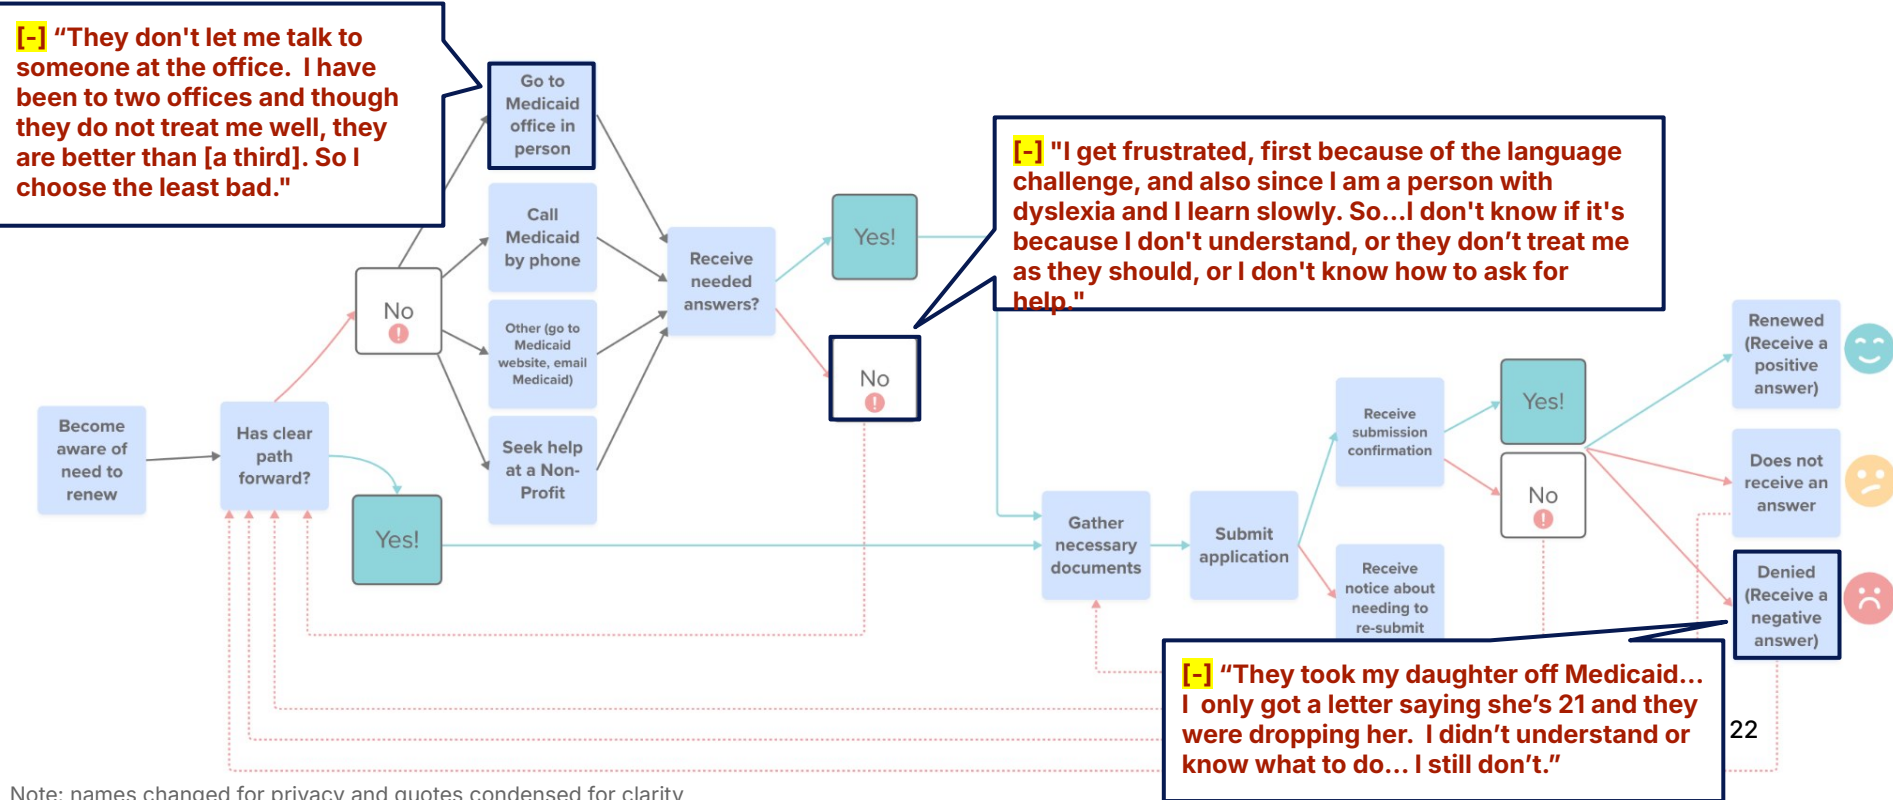 [-] “They don't let me talk to
someone at the office.  I have
been to two offices and though
they do not treat me well, they
are better than [a third]. So I
choose the least bad."
Go to
Medicaid
office in
person
Call
Medicaid
by phone
Other (go to
Medicaid
website, email
Medicaid)
Seek help
at a Non-
Profit
No
Become
aware of
need to
renew
Has clear
path
forward?
Yes!
Receive
needed
answers?
Yes!
No
[-] "I get frustrated, first because of the language
challenge, and also since I am a person with
dyslexia and I learn slowly. So...I don't know if it's
because I don't understand, or they don’t treat me
as they should, or I don't know how to ask for
help."
Gather
necessary
documents
Submit
application
Receive
submission
confirmation
Receive
notice about
needing to
re-submit
Yes!
No
Renewed
(Receive a
positive
answer)
Does not
receive an
answer
Denied
(Receive a
negative
answer)
[-] “They took my daughter off Medicaid...
I  only got a letter saying she’s 21 and they
were dropping her.  I didn’t understand or
know what to do... I still don’t.”
22
Note: names changed for privacy and quotes condensed for clarity